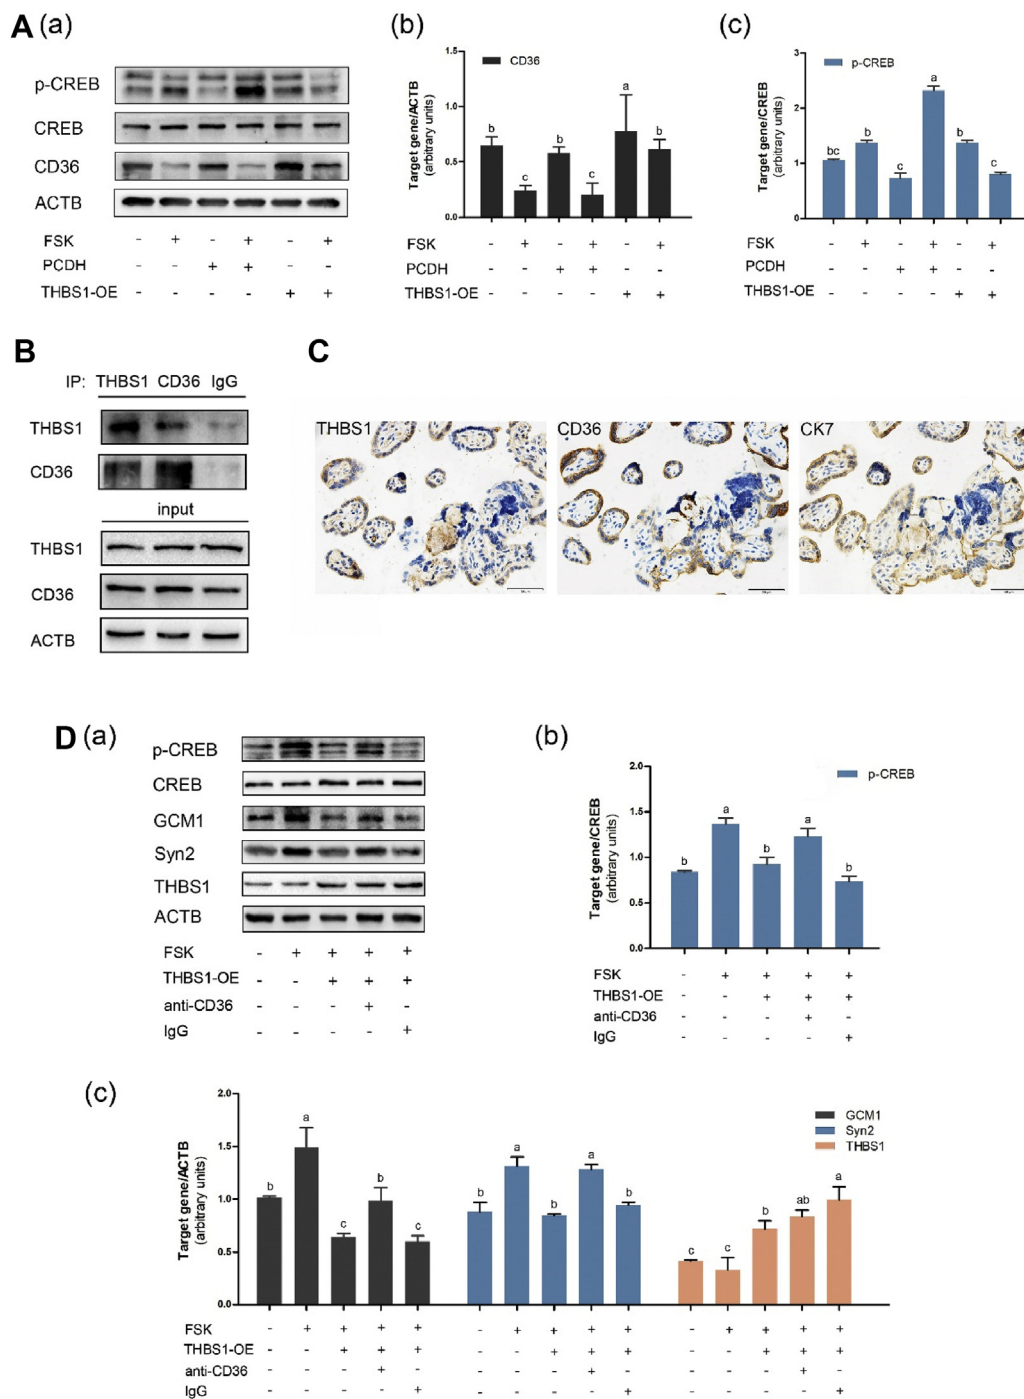 A (a)
p-CREB
CREB
CD36
ACTB
FSK - + - + - +
PCDH - - + + - -
THBS1-OE - - - - + +
(b)
CD36
Target gene/ACTB
(arbitrary units)
1.5
1.0
0.5
0.0
b c b c a b
FSK - + - + - +
PCDH - - + + - -
THBS1-OE - - - - + +
(c)
p-CREB
Target gene/CREB
(arbitrary units)
3
2
1
0
bc b c a b c
FSK - + - + - +
PCDH - - + + - -
THBS1-OE - - - - + +
B
IP: THBS1 CD36 IgG
THBS1
CD36
input
THBS1
CD36
ACTB
C
THBS1
CD36
CK7
D (a)
p-CREB
CREB
GCM1
Syn2
THBS1
ACTB
FSK - + + + +
THBS1-OE - - + + +
anti-CD36 - - - + -
IgG - - - - +
(b)
p-CREB
Target gene/CREB
(arbitrary units)
2.0
1.5
1.0
0.5
0.0
b a b a b
FSK - + + + +
THBS1-OE - - + + +
anti-CD36 - - - + -
IgG - - - - +
(c)
GCM1
Syn2
THBS1
Target gene/ACTB
(arbitrary units)
2.0
1.5
1.0
0.5
0.0
b a c b c b a b a b c c b ab a
FSK - + + + + - + + + + - + + + +
THBS1-OE - - + + + - - + + + - - + + +
anti-CD36 - - - + - - - - + - - - - + -
IgG - - - - + - - - - + - - - - +